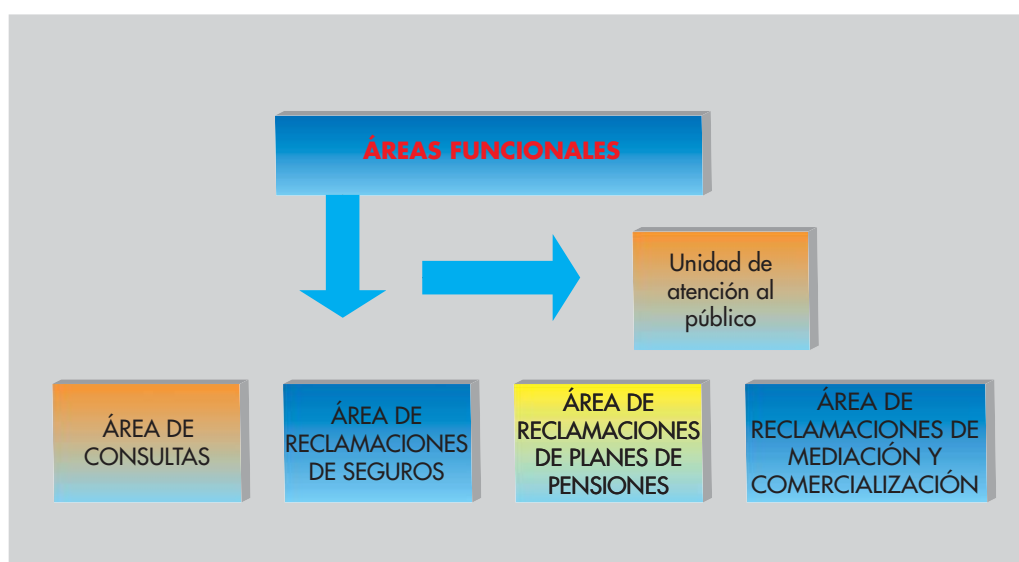 ÁREAS FUNCIONALES
Unidad de
atención al
público
ÁREA DE
CONSULTAS
ÁREA DE
RECLAMACIONES
DE SEGUROS
ÁREA DE
RECLAMACIONES
DE PLANES DE
PENSIONES
ÁREA DE
RECLAMACIONES DE
MEDIACIÓN Y
COMERCIALIZACIÓN